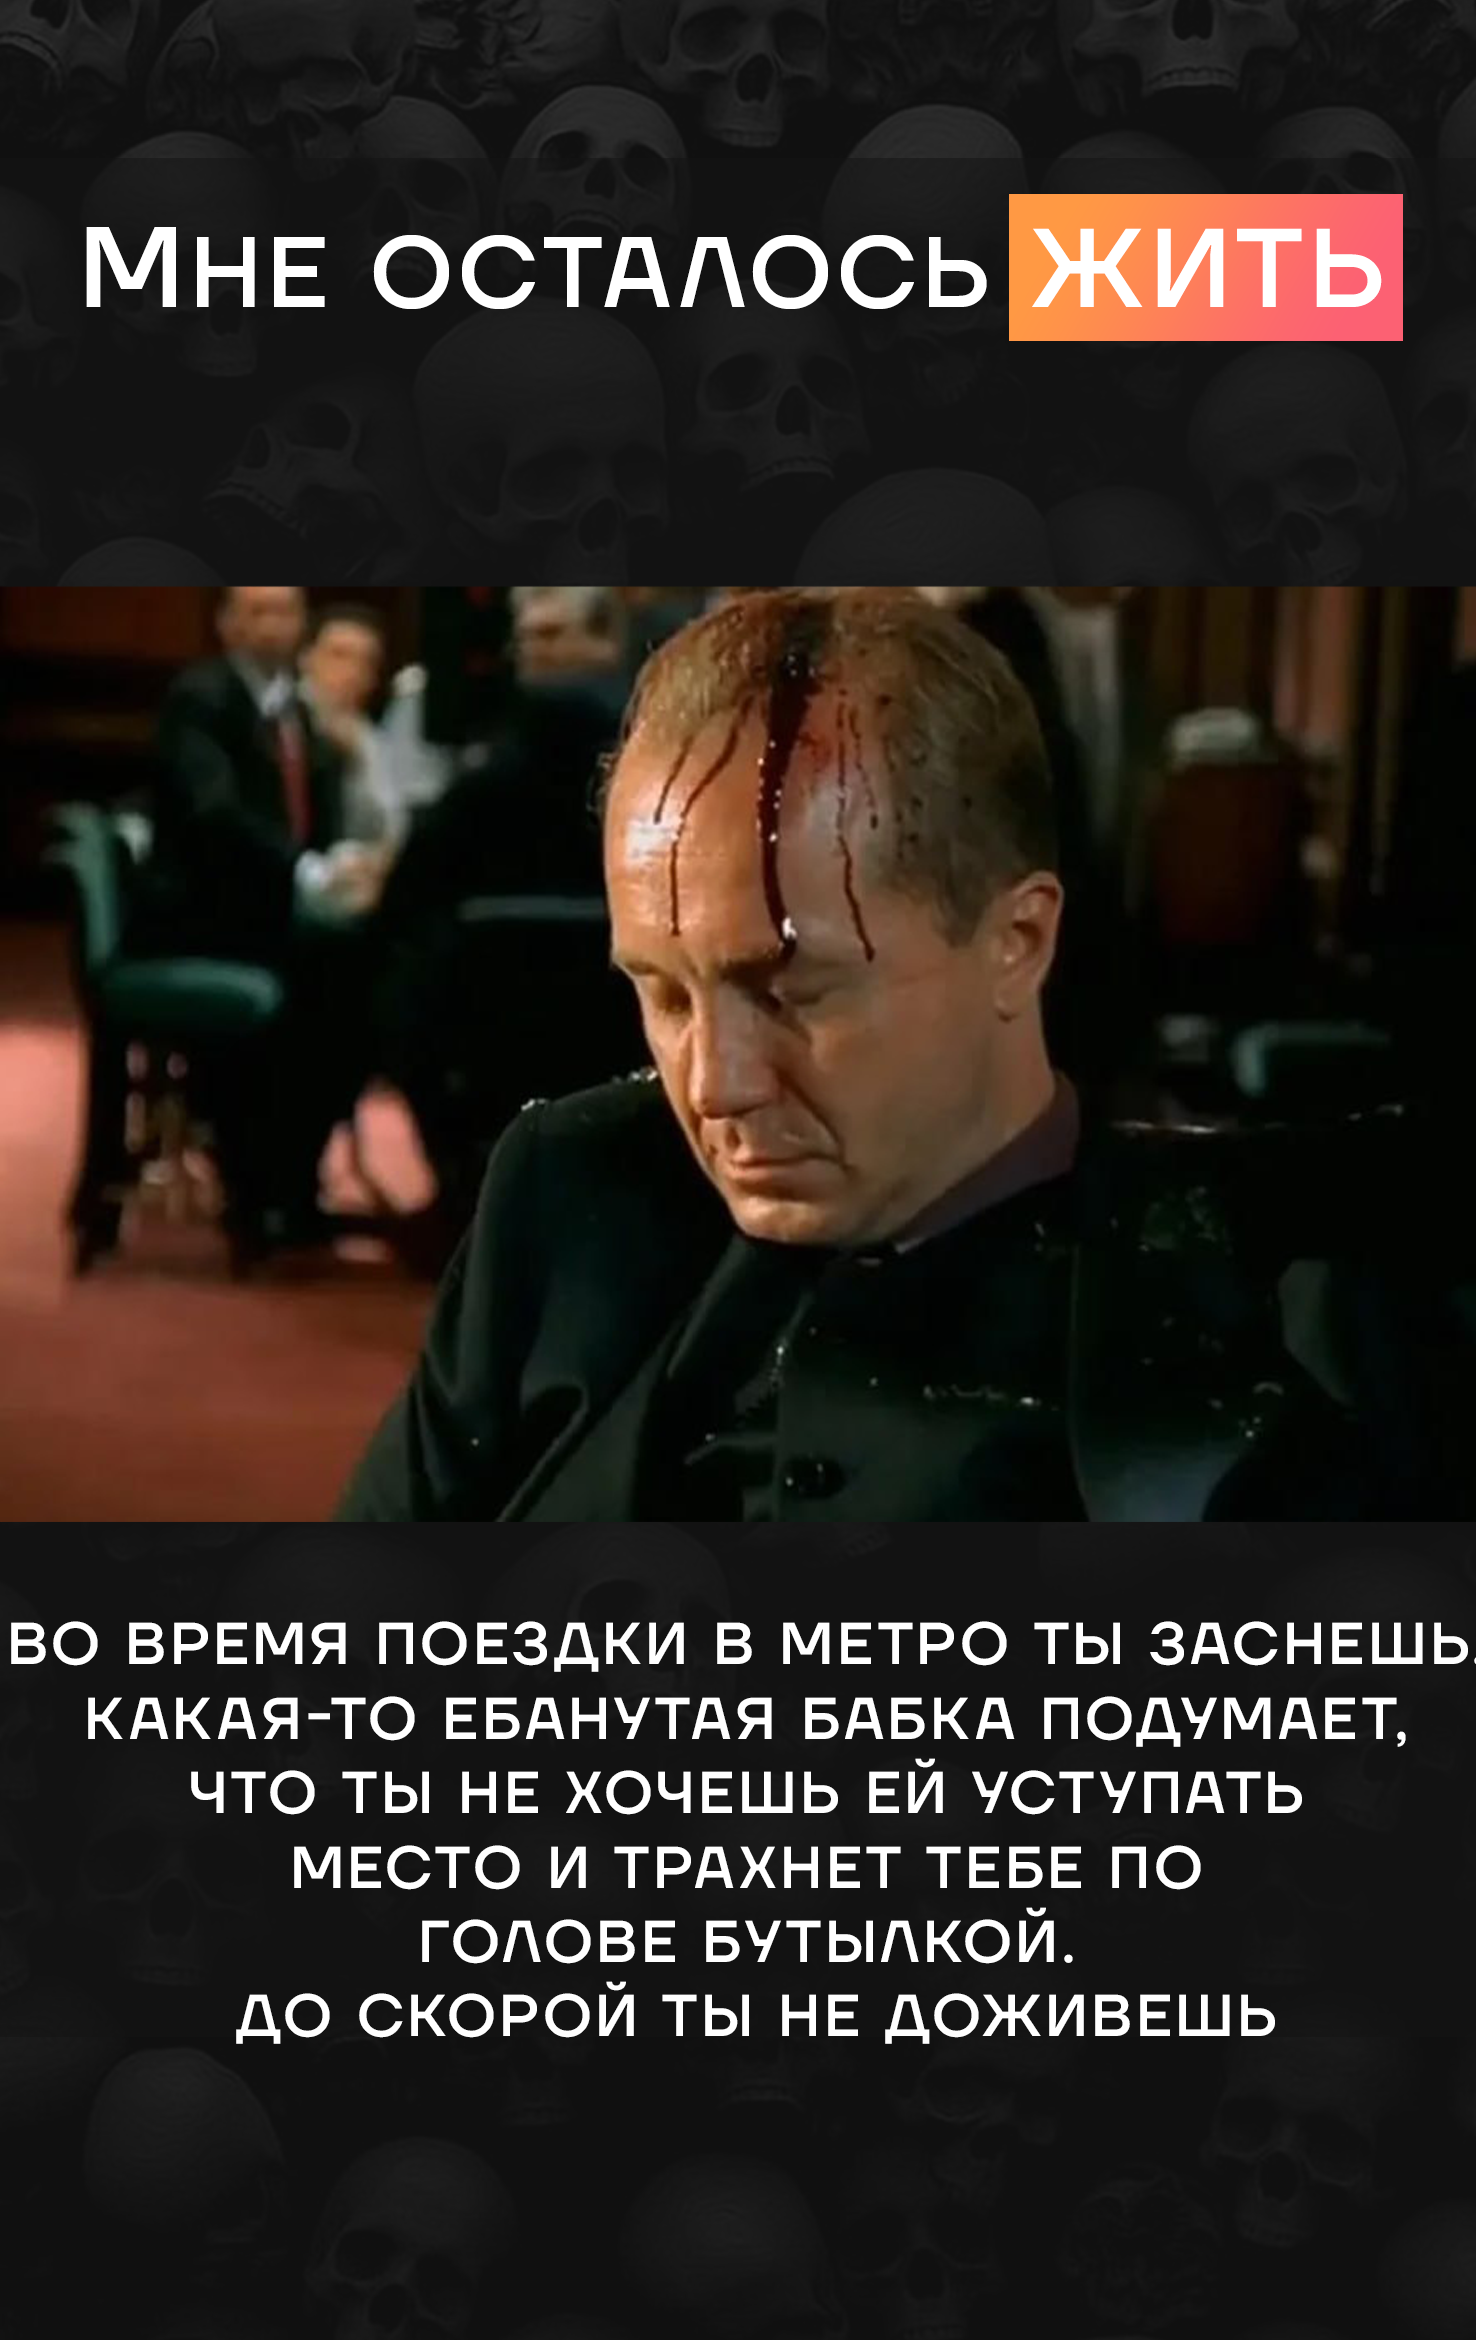 Мне осталось жить
ВО ВРЕМЯ ПОЕЗДКИ В МЕТРО ТЫ ЗАСНЕШЬ.
КАКАЯ-ТО ЕБАНУТАЯ БАБКА ПОДУМАЕТ,
ЧТО ТЫ НЕ ХОЧЕШЬ ЕЙ УСТУПАТЬ
МЕСТО И ТРАХНЕТ ТЕБЕ ПО
ГОЛОВЕ БУТЫЛКОЙ.
ДО СКОРОЙ ТЫ НЕ ДОЖИВЕШЬ